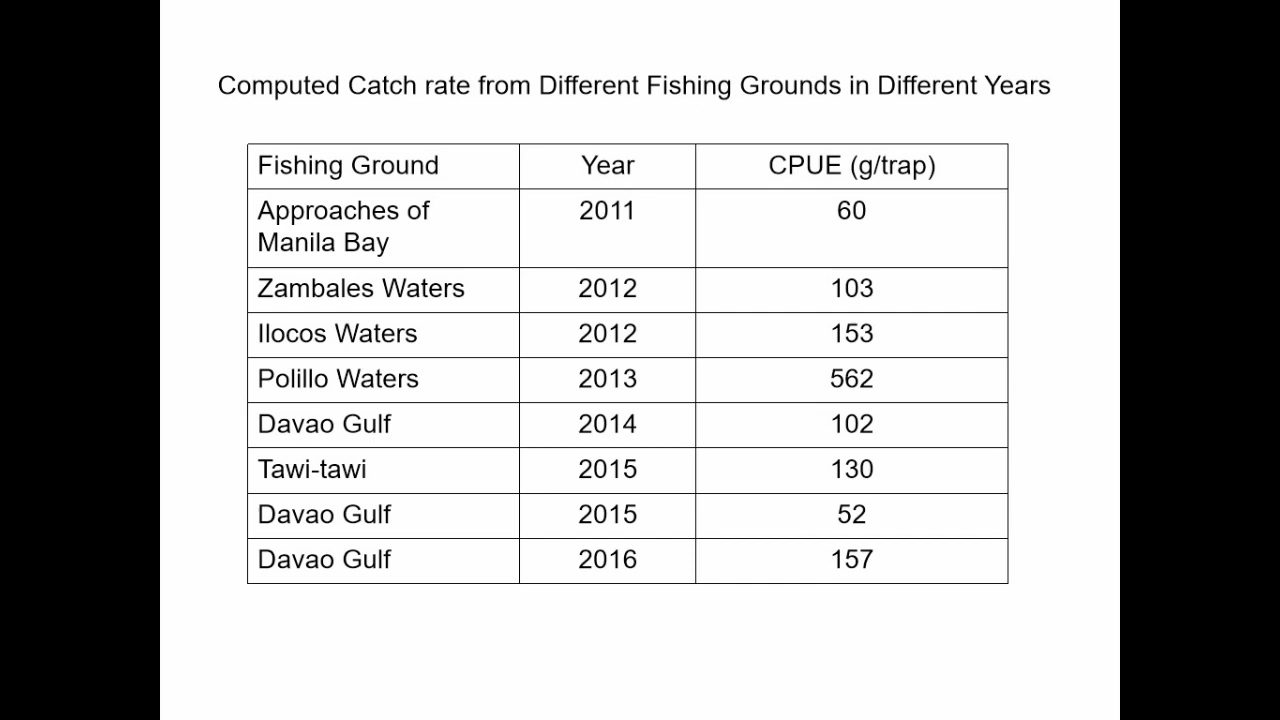 Computed Catch rate from Different Fishing Grounds in Different Years
Fishing Ground Year CPUE (g/trap)
Approaches of 2011 60
Manila Bay
Zambales Waters 2012 103
Ilocos Waters 2012 153
Polillo Waters 2013 562
Davao Gulf 2014 102
Tawi-tawi 2015 130
Davao Gulf 2015 52
Davao Gulf 2016 157